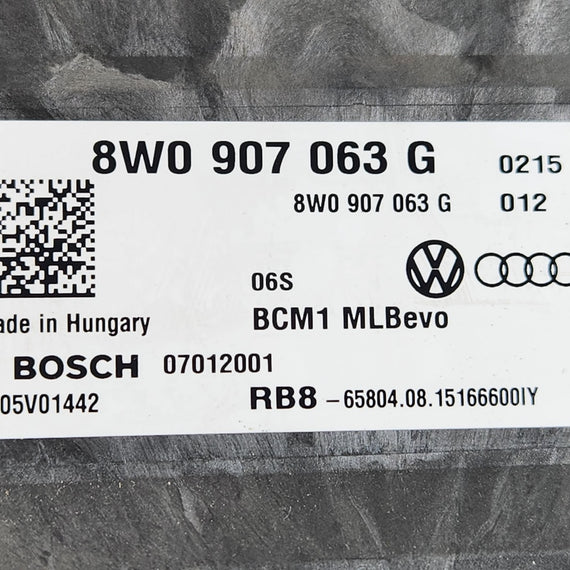 8W0 907 063 G 0215
8W0 907 063 G 012
06S
BCM1 MLBevo
ade in Hungary
BOSCH 07012001
05V01442
RB8 -65804.08.15166600IY